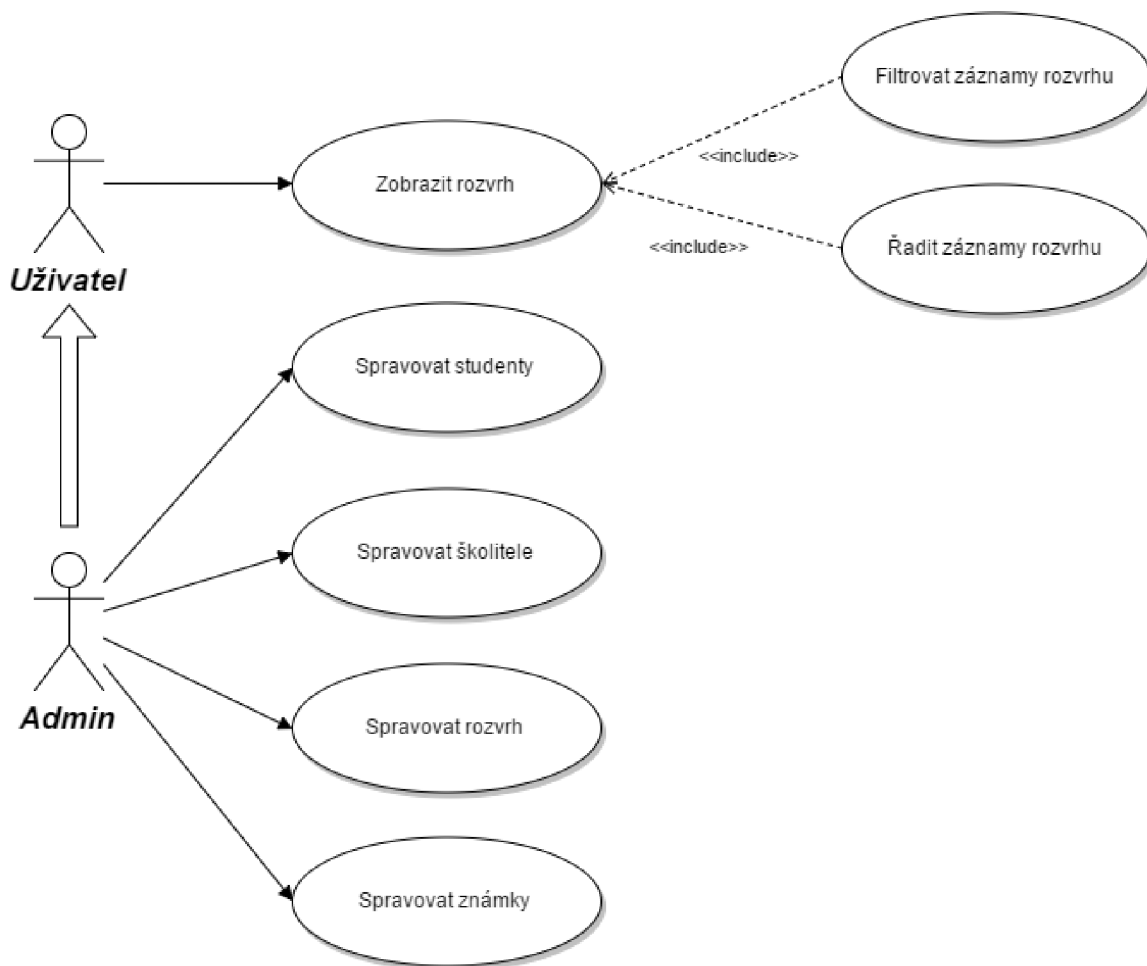 Filtrovat záznamy rozvrhu
Zobrazit rozvrh
<<include>>
<<include>>
Řadit záznamy rozvrhu
Uživatel
Spravovat studenty
Spravovat školitele
Admin
Spravovat rozvrh
Spravovat známky